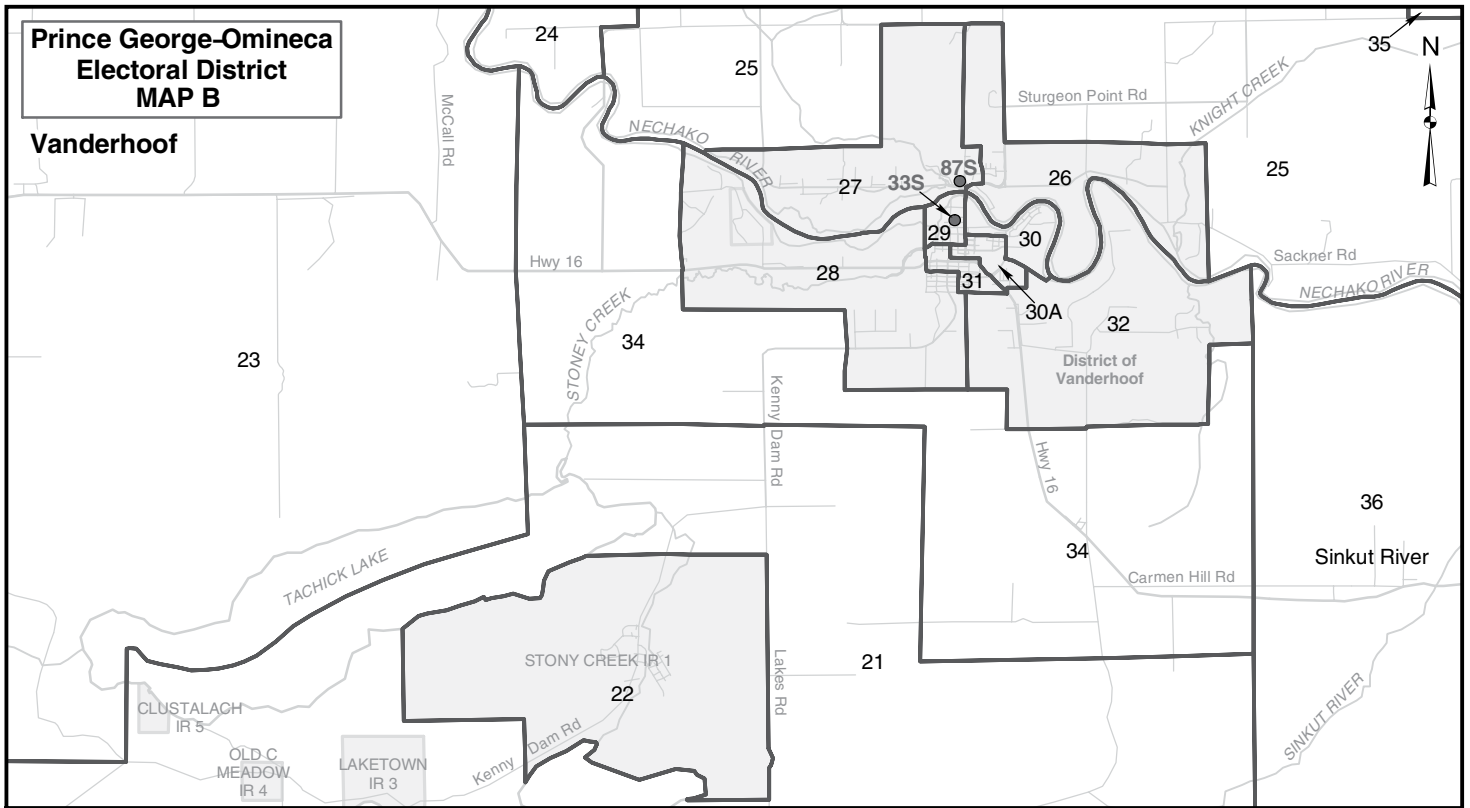 Prince George-Omineca
Electoral District
MAP B
Vanderhoof
24
25
35
N
McCall Rd
Sturgeon Point Rd
KNIGHT CREEK
NECHAKO
RIVER
27
33S
87S
26
25
29
30
Hwy 16
28
31
30A
Sackner Rd
NECHAKO RIVER
23
STONEY CREEK
34
32
District of
Vanderhoof
Kenny Dam Rd
Hwy 16
36
Sinkut River
34
Carmen Hill Rd
TACHICK LAKE
STONY CREEK IR 1
22
21
Lakes Rd
CLUSTALACH
IR 5
OLD C
MEADOW
IR 4
LAKETOWN
IR 3
Kenny Dam Rd
SINKUT RIVER